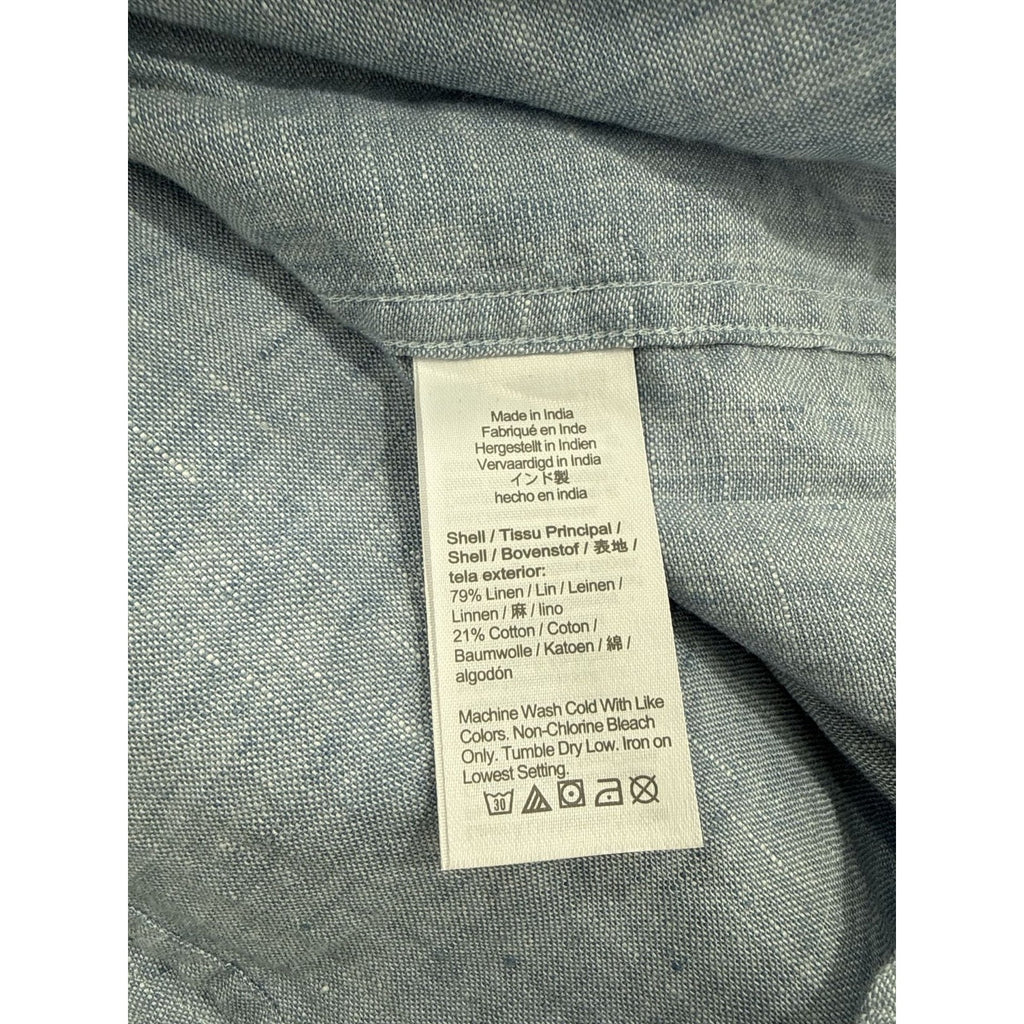 Made in India
Fabriqué en Inde
Hergestellt in Indien
Vervaardigd in India
インド製
hecho en india
Shell / Tissu Principal /
Shell / Bovenstof / 表地 /
tela exterior:
79% Linen / Lin / Leinen /
Linnen / 麻 / lino
21% Cotton / Coton /
Baumwolle / Katoen / 綿 /
algodón
Machine Wash Cold With Like
Colors. Non-Chlorine Bleach
Only. Tumble Dry Low. Iron on
Lowest Setting.
30